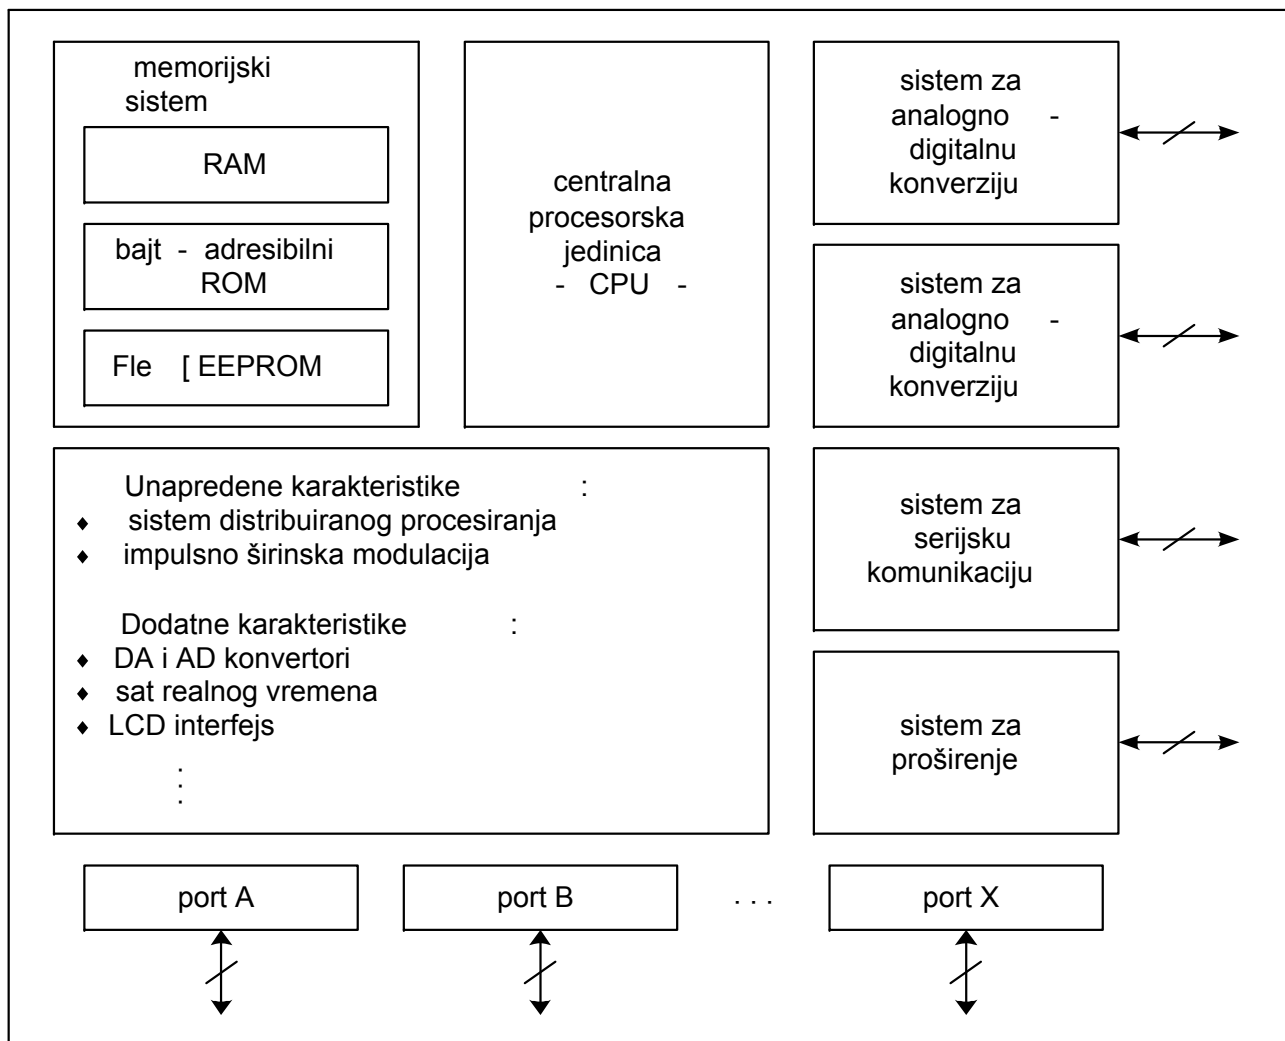 memorijski
sistem
RAM
bajt - adresibilni
ROM
Fle [ EEPROM
centralna
procesorska
jedinica
- CPU -
sistem za
analogno -
digitalnu
konverziju
sistem za
analogno -
digitalnu
konverziju
Unapredene karakteristike :
♦ sistem distribuiranog procesiranja
♦ impulsno širinska modulacija
Dodatne karakteristike :
♦ DA i AD konvertori
♦ sat realnog vremena
♦ LCD interfejs
.
.
.
sistem za
serijsku
komunikaciju
sistem za
proširenje
port A
port B
. . .
port X